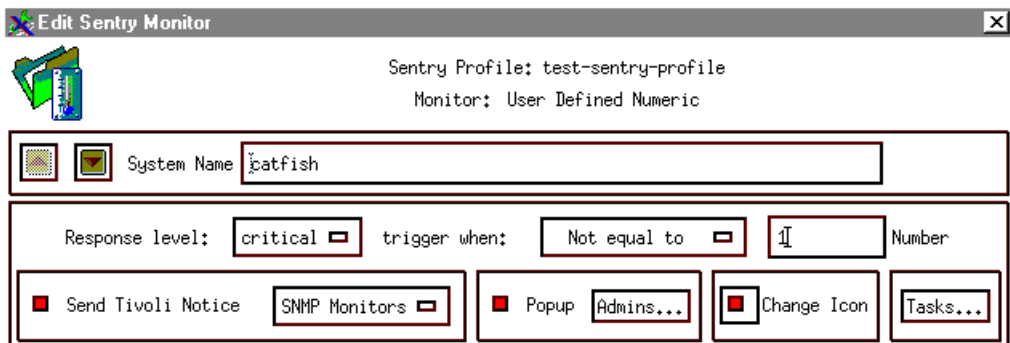 Edit Sentry Monitor
Sentry Profile: test-sentry-profile
Monitor: User Defined Numeric
System Name catfish
Response level: critical trigger when: Not equal to 1 Number
Send Tivoli Notice SNMP Monitors Popup Admins... Change Icon Tasks...